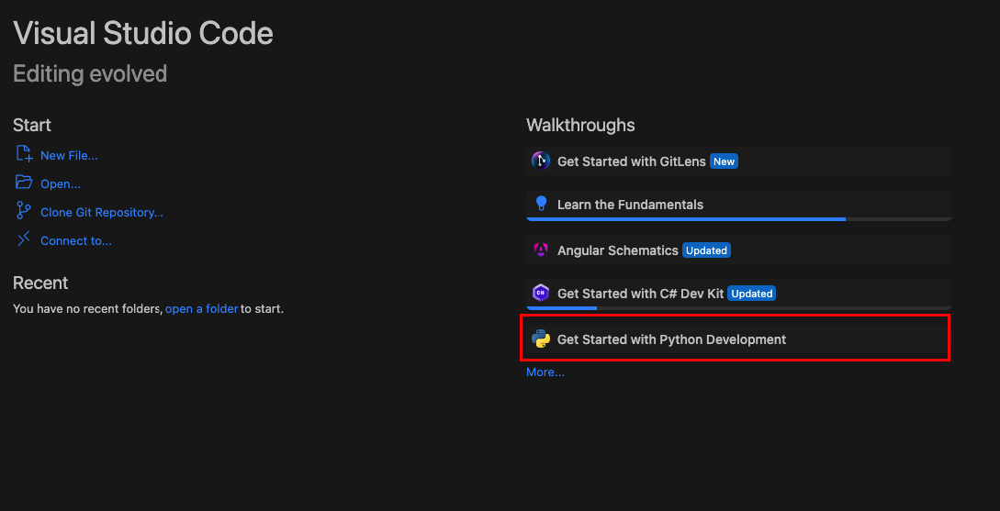 Visual Studio Code
Editing evolved
Start
New File...
Open...
Clone Git Repository...
Connect to...
Recent
You have no recent folders, open a folder to start.
Walkthroughs
Get Started with GitLens New
Learn the Fundamentals
Angular Schematics Updated
Get Started with C# Dev Kit Updated
Get Started with Python Development
More...